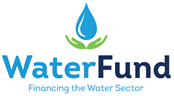 WaterFund
Financing the Water Sector